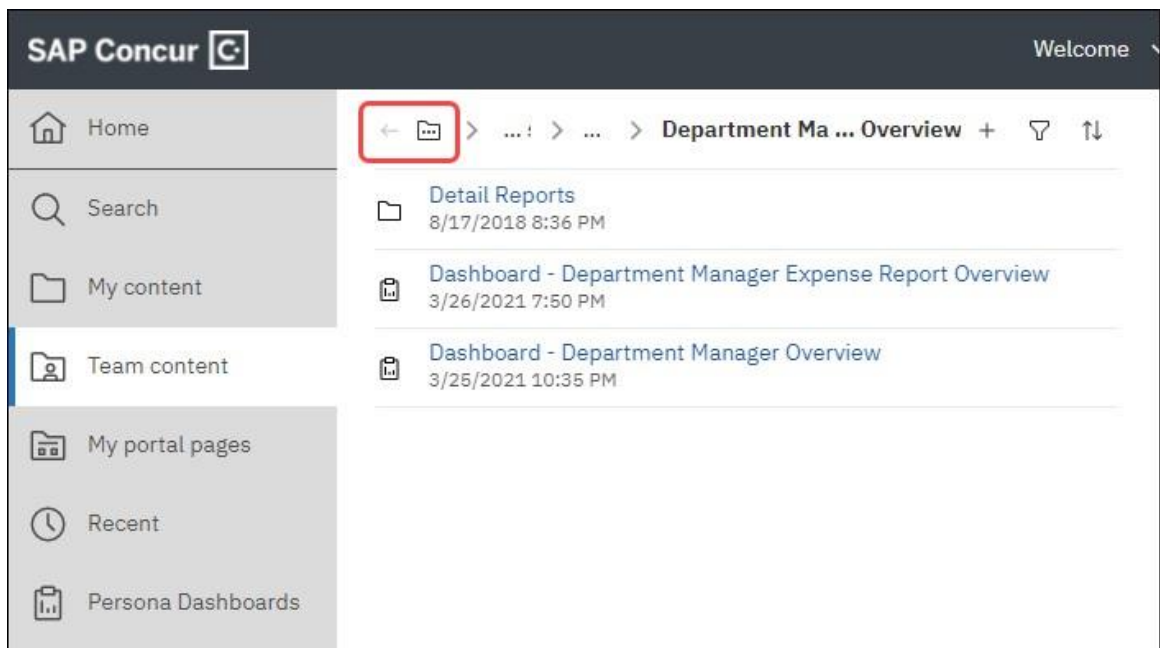 SAP Concur C
Welcome
Home
Search
My content
Team content
My portal pages
Recent
Persona Dashboards
> ... > ... > Department Ma ... Overview +
Detail Reports
8/17/2018 8:36 PM
Dashboard - Department Manager Expense Report Overview
3/26/2021 7:50 PM
Dashboard - Department Manager Overview
3/25/2021 10:35 PM